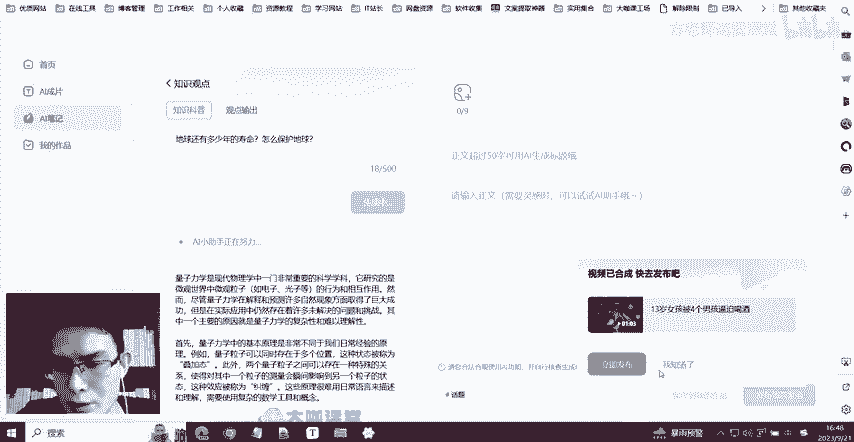 优质网站 在线工具 博客管理 工作相关 个人收藏 资源教程 学习网站 IT站长 网盘资源 软件收集 文案提取神器 实用集合 大咖课工场 解除限制 已导入 其他收藏夹
首页
AI成片
AI笔记
我的作品
知识观点
知识科普 观点输出
地球还有多少年的寿命？怎么保护地球？
18/500
AI小助手正在努力...
量子力学是现代物理学中一门非常重要的科学学科，它研究的是
微观世界中微观粒子（如电子、光子等）的行为和相互作用。然
而，尽管量子力学在解释和预测许多自然现象方面取得了巨大成
功，但是在实际应用中仍然存在着许多未解决的问题和挑战。其
中一个主要的原因就是量子力学的复杂性和难以理解性。
首先，量子力学中的基本原理是非常不同于我们日常经验的原
理。例如，量子粒子可以同时存在于多个位置，这种状态被称为
“叠加态”。此外，两个量子粒子之间可以存在一种特殊的关
系，使得对其中一个粒子的测量会瞬间影响到另一个粒子的状
态，这种效应被称为“纠缠”。这些原理很难用日常语言来描述
和理解，需要使用复杂的数学工具和概念。
0/9
正文超过50字可用AI生成标题哦
请输入正文（需要灵感时，可以试试AI助手哦~）
# 话题
视频已合成 快去发布吧
13岁女孩被4个男孩逼迫喝酒
01:03
立即发布 我知道了
大咖课堂
bilibili
搜索
暴雨预警
16:48
2023/9/21